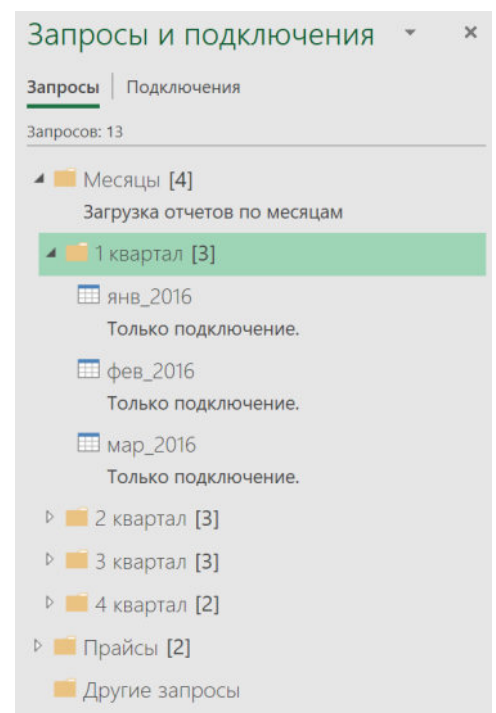 Запросы и подключения
Запросы | Подключения
Запросов: 13
Месяцы [4]
Загрузка отчетов по месяцам
1 квартал [3]
янв_2016
Только подключение.
фев_2016
Только подключение.
мар_2016
Только подключение.
2 квартал [3]
3 квартал [3]
4 квартал [2]
Прайсы [2]
Другие запросы